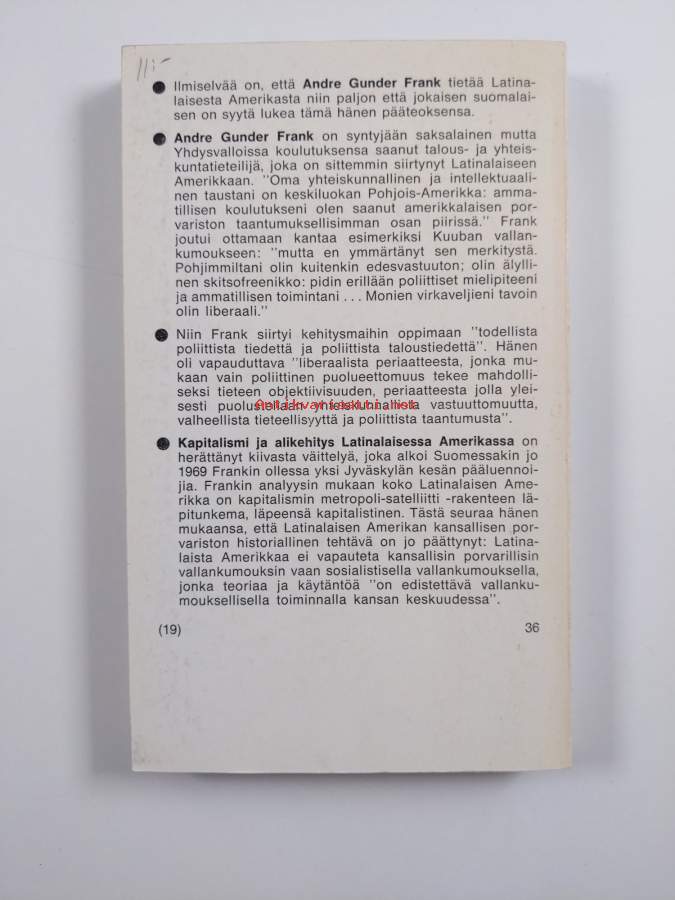 11:-
● Ilmiselvää on, että Andre Gunder Frank tietää Latina-
laisesta Amerikasta niin paljon että jokaisen suomalai-
sen on syytä lukea tämä hänen pääteoksensa.
● Andre Gunder Frank on syntyjään saksalainen mutta
Yhdysvalloissa koulutuksensa saanut talous- ja yhteis-
kuntatieteilijä, joka on sittemmin siirtynyt Latinalaiseen
Amerikkaan. "Oma yhteiskunnallinen ja intellektuaali-
nen taustani on keskiluokan Pohjois-Amerikka: amma-
tillisen koulutukseni olen saanut amerikkalaisen por-
variston taantumuksellisimman osan piirissä." Frank
joutui ottamaan kantaa esimerkiksi Kuuban vallan-
kumoukseen: "mutta en ymmärtänyt sen merkitystä.
Pohjimmiltani olin kuitenkin edesvastuuton; olin älylli-
nen skitsofreenikko: pidin erillään poliittiset mielipiteeni
ja ammatillisen toimintani . . . Monien virkaveljieni tavoin
olin liberaali."
● Niin Frank siirtyi kehitysmaihin oppimaan "todellista
poliittista tiedettä ja poliittista taloustiedettä". Hänen
oli vapauduttava "liberaalista periaatteesta, jonka mu-
kaan vain poliittinen puolueettomuus tekee mahdolli-
seksi tieteen objektiivisuuden, periaatteesta jolla ylei-
sesti puolustellaan yhteiskunnallista vastuuttomuutta,
valheellista tieteellisyyttä ja poliittista taantumusta".
● Kapitalismi ja alikehitys Latinalaisessa Amerikassa on
herättänyt kiivasta väittelyä, joka alkoi Suomessakin jo
1969 Frankin ollessa yksi Jyväskylän kesän pääluennoi-
jia. Frankin analyysin mukaan koko Latinalaisen Ame-
rikka on kapitalismin metropoli-satelliitti -rakenteen lä-
pitunkema, läpeensä kapitalistinen. Tästä seuraa hänen
mukaansa, että Latinalaisen Amerikan kansallisen por-
variston historiallinen tehtävä on jo päättynyt: Latina-
laista Amerikkaa ei vapauteta kansallisin porvarillisin
vallankumouksin vaan sosialistisella vallankumouksella,
jonka teoriaa ja käytäntöä "on edistettävä vallanku-
mouksellisella toiminnalla kansan keskuudessa".
(19) 36